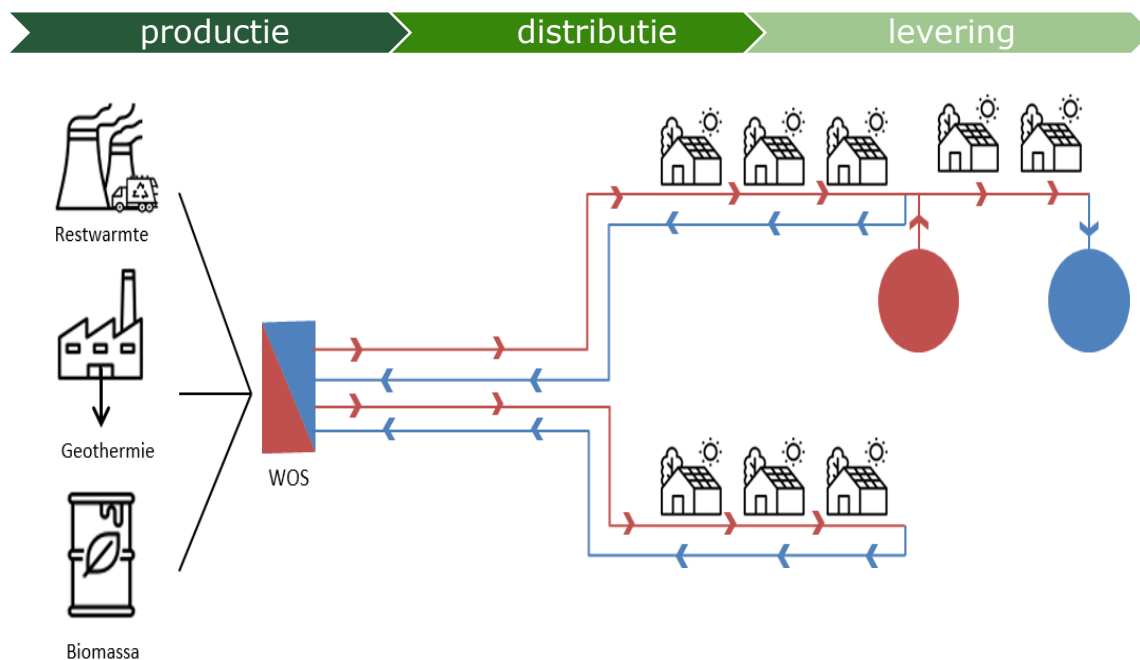 productie
distributie
levering
Restwarmte
Geothermie
WOS
Biomassa